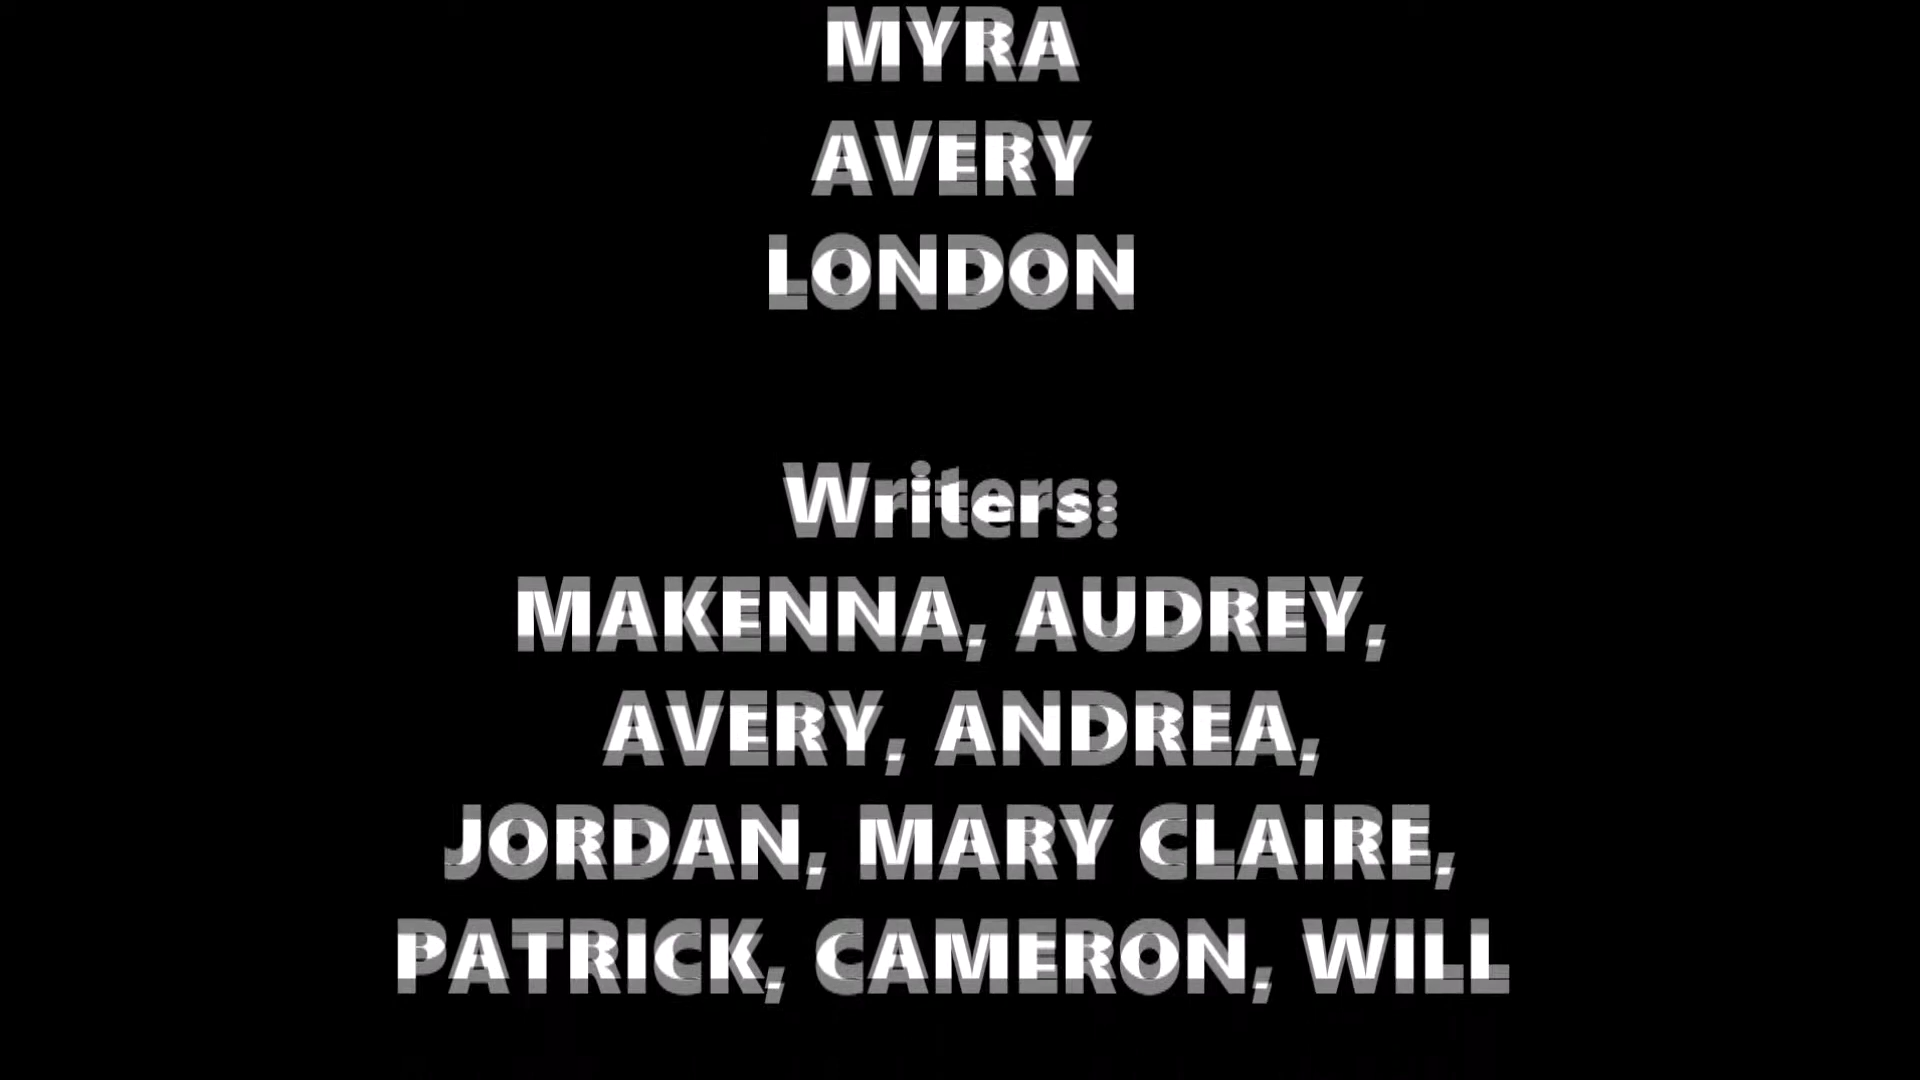 MYRA
AVERY
LONDON
Writers:
MAKENNA, AUDREY,
AVERY, ANDREA,
JORDAN, MARY CLAIRE,
PATRICK, CAMERON, WILL